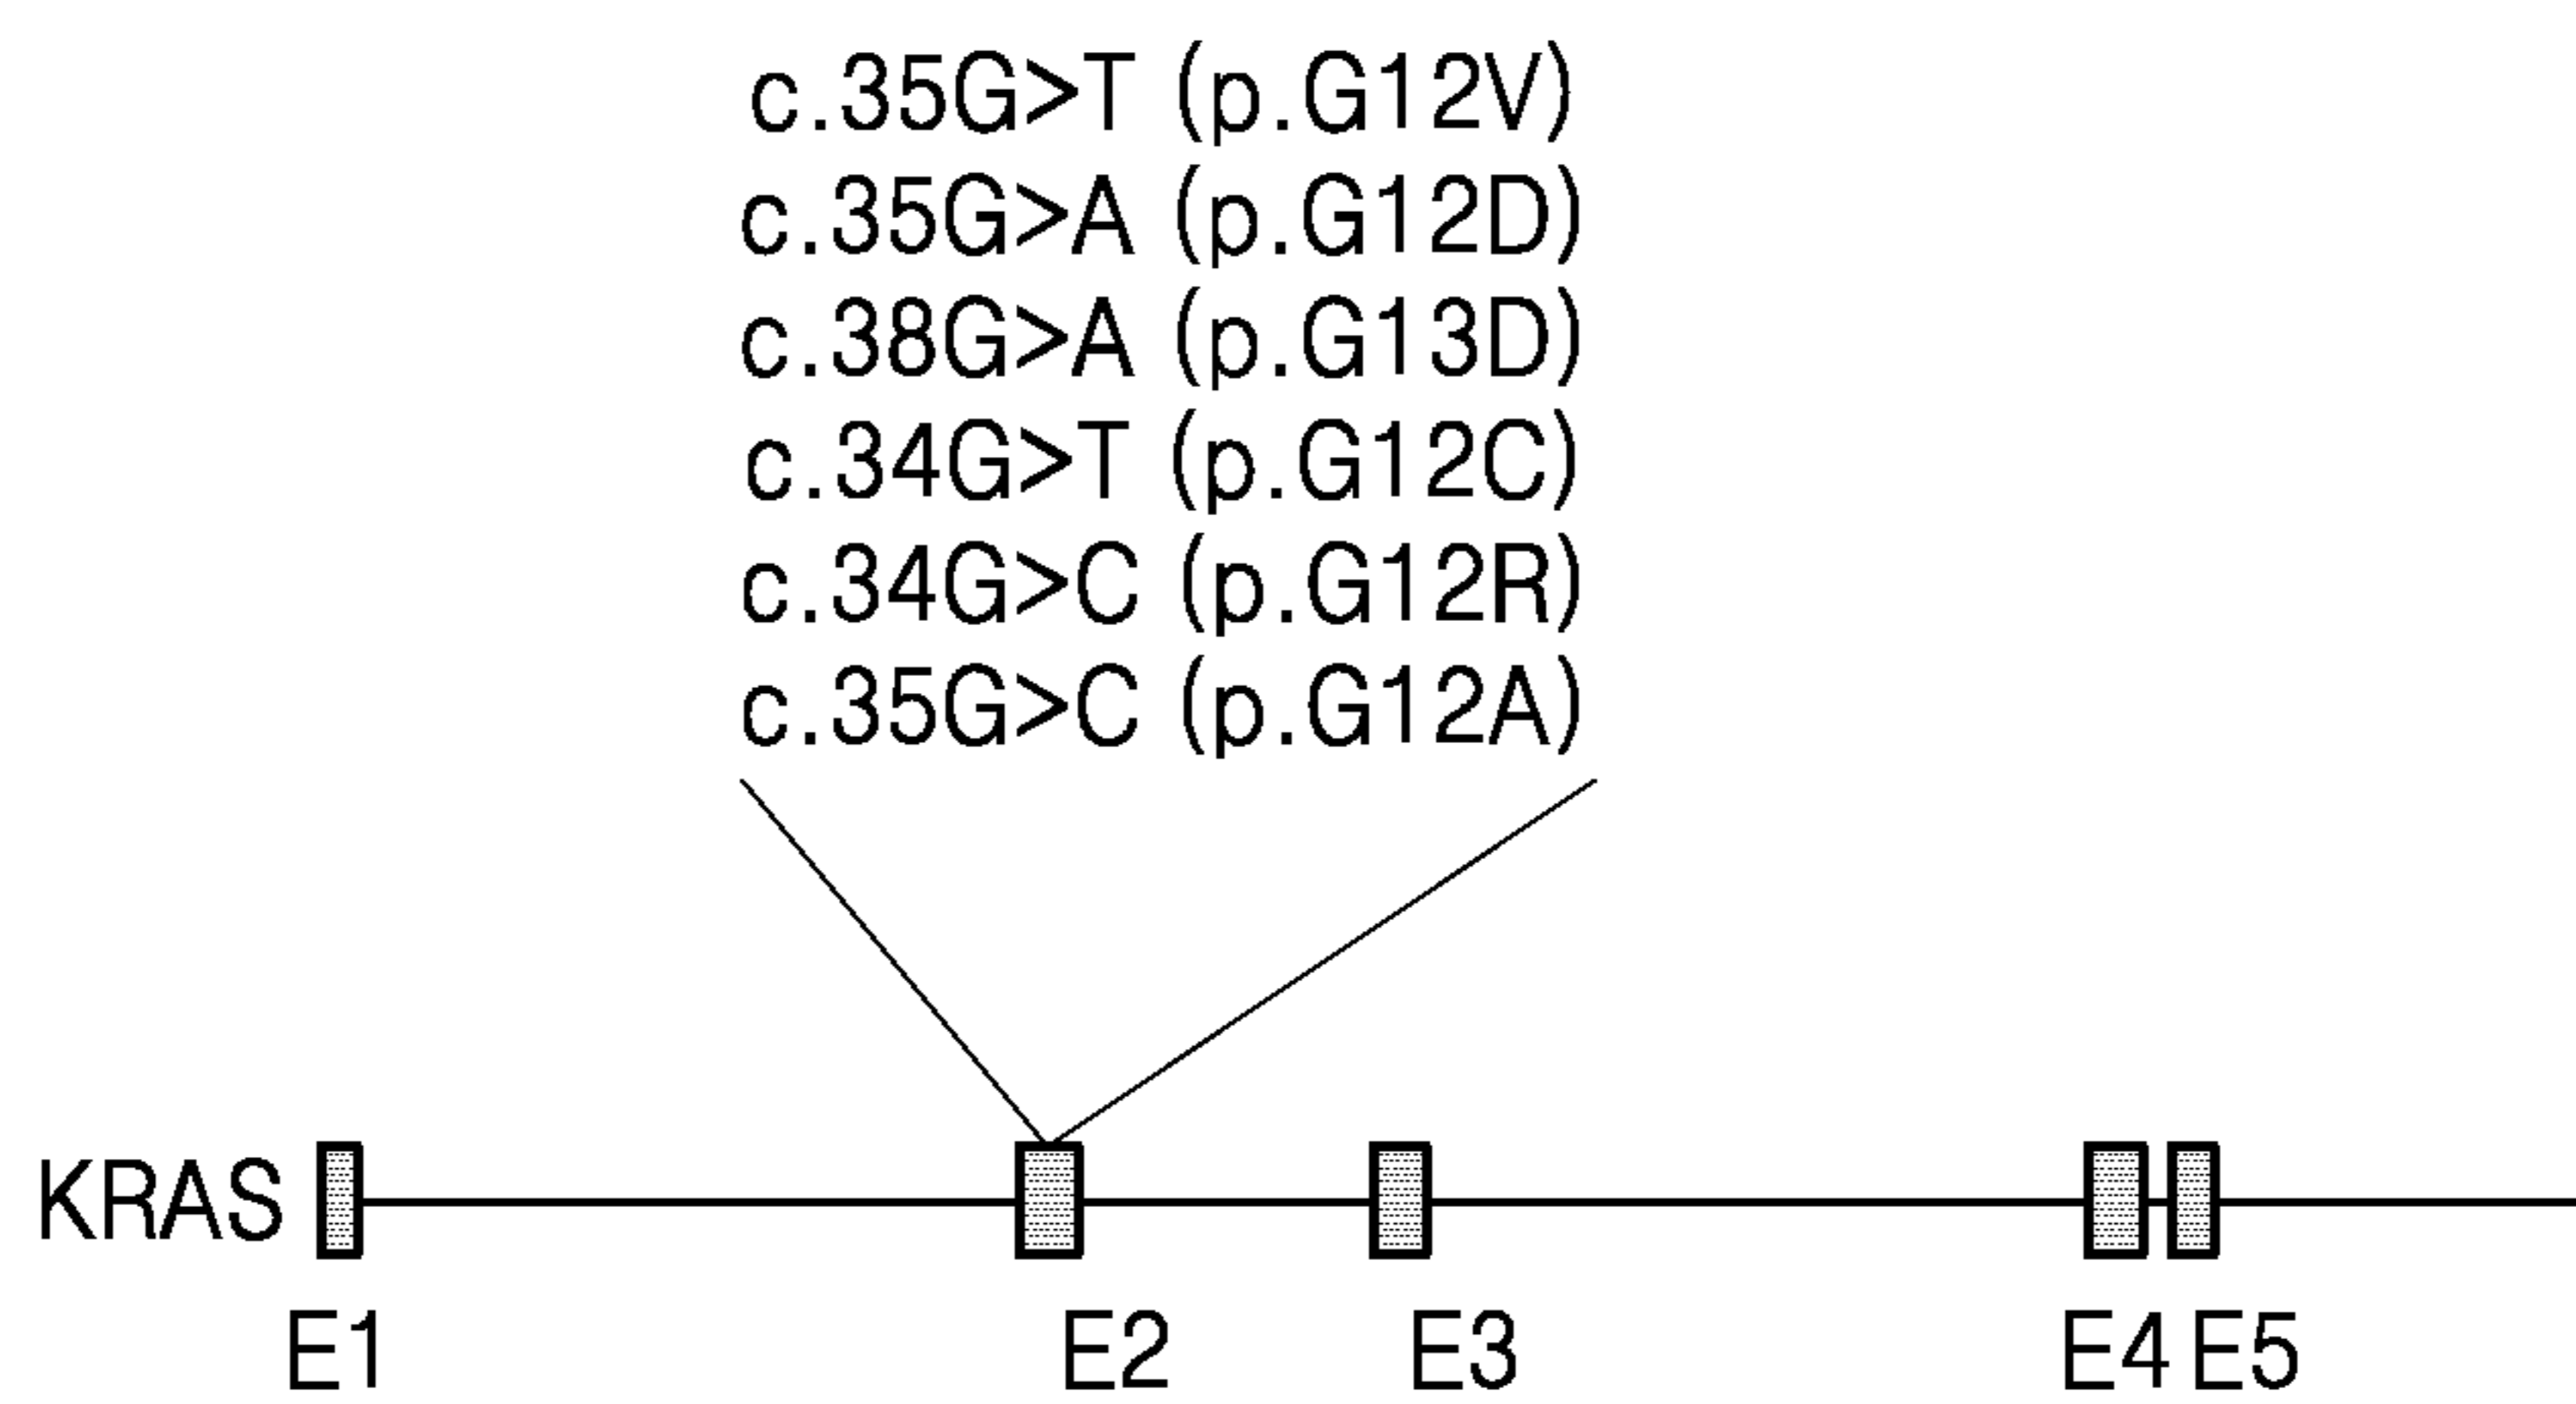 c.35G>T (p.G12V)
c.35G>A (p.G12D)
c.38G>A (p.G13D)
c.34G>T (p.G12C)
c.34G>C (p.G12R)
c.35G>C (p.G12A)
KRAS
E1 E2 E3 E4 E5